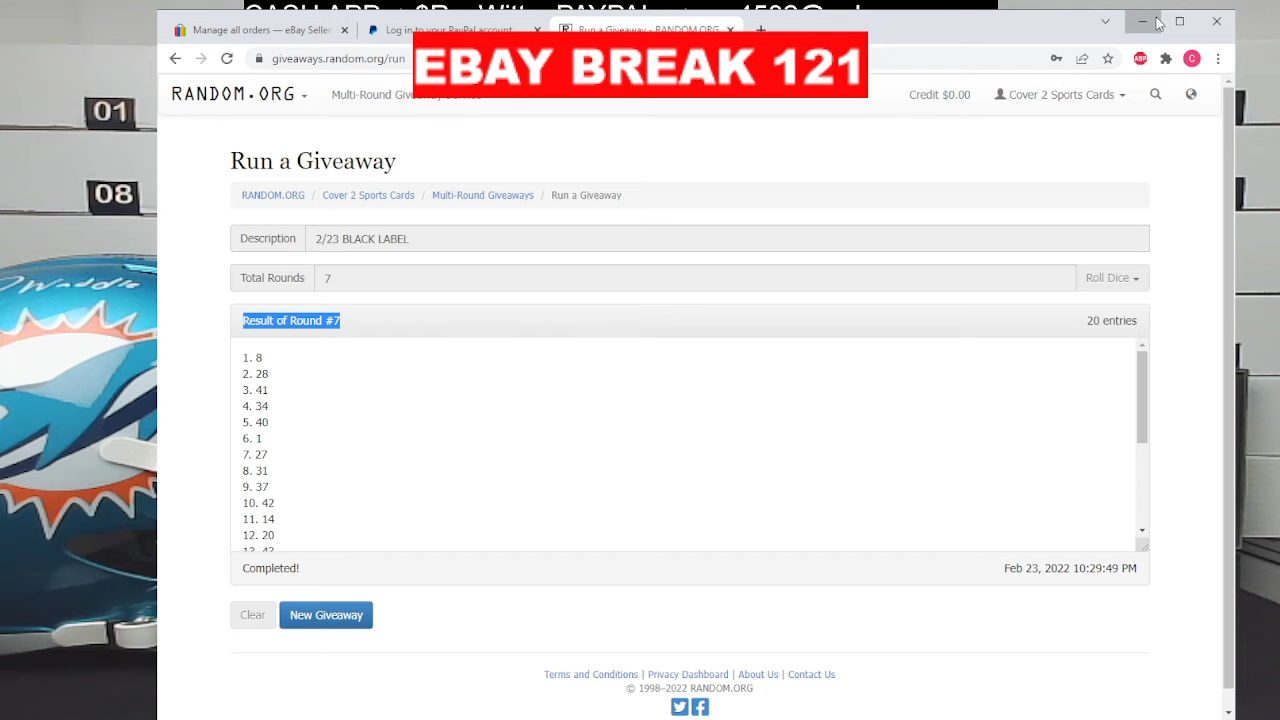 Manage all orders — eBay Seller
Log in to your PayPal account
Run a Giveaway - RANDOM.ORG
EBAY BREAK 121
giveaways.random.org/run
ABP
C
RANDOM.ORG
Multi-Round
Credit $0.00
Cover 2 Sports Cards
01
08
Waddle
Run a Giveaway
RANDOM.ORG / Cover 2 Sports Cards / Multi-Round Giveaways / Run a Giveaway
Description 2/23 BLACK LABEL
Total Rounds 7 Roll Dice
Result of Round #7 20 entries
1. 8
2. 28
3. 41
4. 34
5. 40
6. 1
7. 27
8. 31
9. 37
10. 42
11. 14
12. 20
Completed! Feb 23, 2022 10:29:49 PM
Clear New Giveaway
Terms and Conditions | Privacy Dashboard | About Us | Contact Us
© 1998–2022 RANDOM.ORG